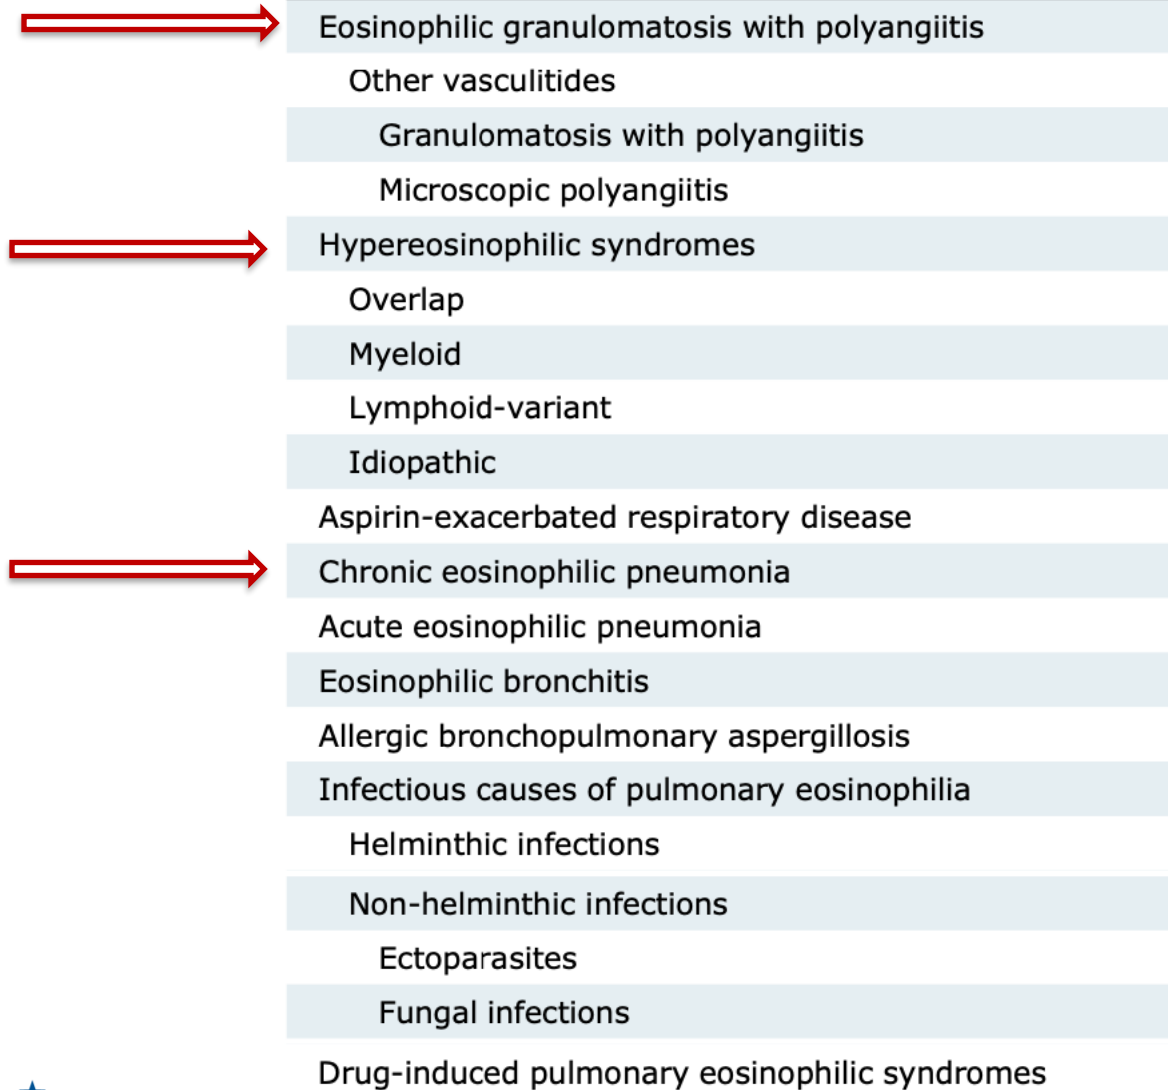 Eosinophilic granulomatosis with polyangiitis
Other vasculitides
Granulomatosis with polyangiitis
Microscopic polyangiitis
Hypereosinophilic syndromes
Overlap
Myeloid
Lymphoid-variant
Idiopathic
Aspirin-exacerbated respiratory disease
Chronic eosinophilic pneumonia
Acute eosinophilic pneumonia
Eosinophilic bronchitis
Allergic bronchopulmonary aspergillosis
Infectious causes of pulmonary eosinophilia
Helminthic infections
Non-helminthic infections
Ectoparasites
Fungal infections
Drug-induced pulmonary eosinophilic syndromes